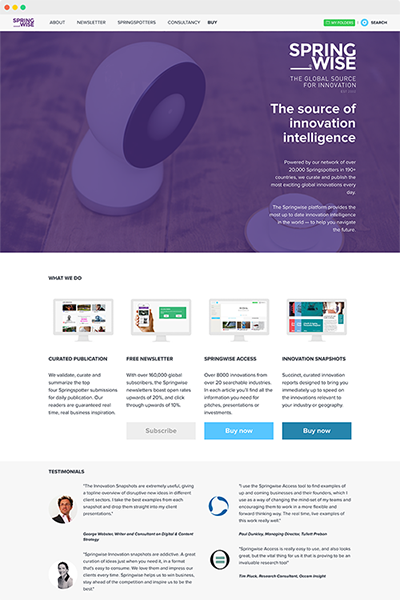 SPRING
WISE
ABOUT
NEWSLETTER
SPRINGSPOTTERS
CONSULTANCY
BUY
MY FOLDERS
SEARCH
SPRING
WISE
THE GLOBAL SOURCE
FOR INNOVATION
The source of
innovation
intelligence
Powered by our network of over
20,000 Springspotters in 190+
countries, we curate and publish the
most exciting global innovations every
day.
The Springwise platform provides the
most up to date innovation intelligence
in the world — to help you navigate
the future.
WHAT WE DO
CURATED PUBLICATION
We validate, curate and
summarize the top
four Springspotter submissions
for daily publication. Our
readers are guaranteed real
time, real business inspiration.
FREE NEWSLETTER
With over 160,000 global
subscribers, the Springwise
newsletters boast open rates
upwards of 20%, and click
through upwards of 10%.
Subscribe
SPRINGWISE ACCESS
Over 8000 innovations from
over 20 searchable industries.
In each article you'll find all the
information you need for
pitches, presentations or
investments.
Buy now
INNOVATION SNAPSHOTS
Succinct, curated innovation
reports designed to bring you
immediately up to speed on
the innovations relevant to
your industry or geography.
Buy now
TESTIMONIALS
"The Innovation Snapshots are extremely useful, giving
a topline overview of disruptive new ideas in different
client sectors. I take the best examples from each
snapshot and drop them straight into my client
presentations."
George Webster, Writer and Consultant on Digital & Content
Strategy
"Springwise Innovation snapshots are addictive. A great
curation of ideas just when you need it, in a format
that's easy to consume. We love them and impress our
clients every time. Springwise helps us to win business,
stay ahead of the competition and inspire us to be the
best."
"I use the Springwise Access tool to find examples of
up and coming businesses and their founders, which I
use as a way of changing the mind-set of my teams and
encouraging them to work in a more flexible and
forward thinking way. The real time, live examples of
this work really well."
Paul Dunkley, Managing Director, Tullett Prebon
"Springwise Access is really easy to use, and also looks
great, but the vital thing for us is that it is proving to be an
invaluable research tool"
Tim Pluck, Research Consultant, Occam Insight